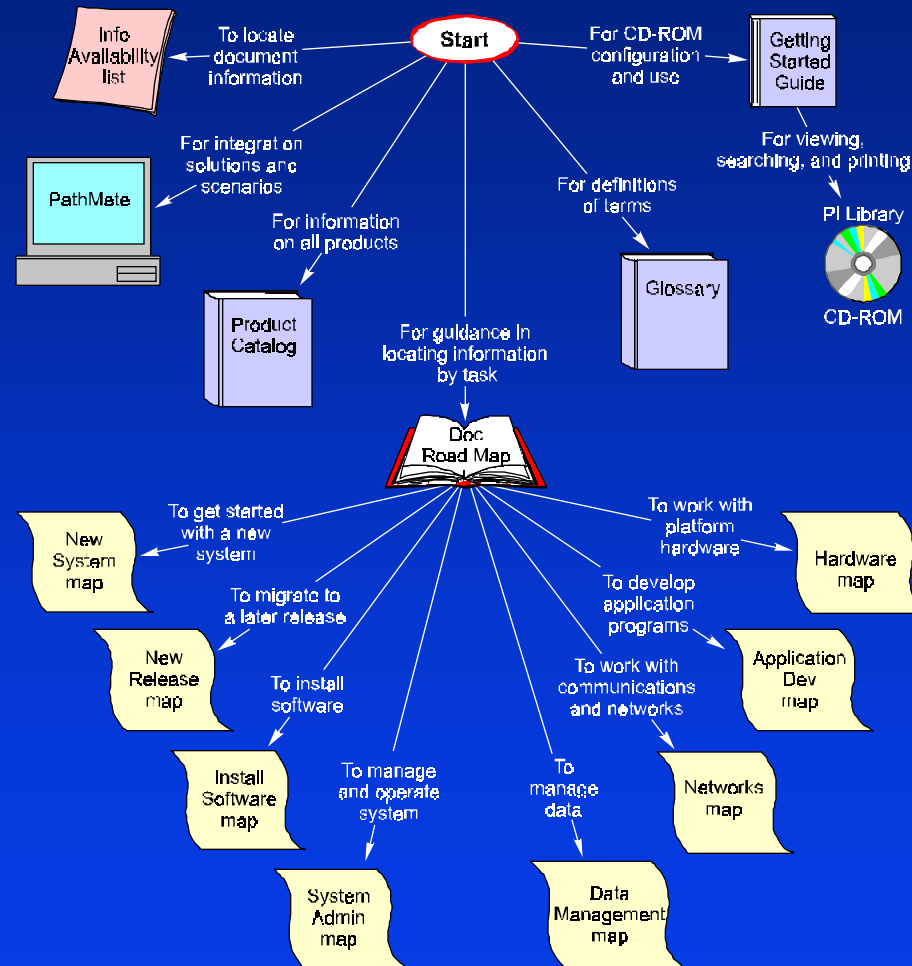 Info
Availability
list
To locate
document
information
Start
For CD-ROM
configuration
and use
Getting
Started
Guide
For viewing,
searching, and printing
PI Library
CD-ROM
For integration
solutions and
scenarios
PathMate
For information
on all products
Product
Catalog
For definitions
of terms
Glossary
For guidance in
locating information
by task
Doc
Road Map
To get started
with a new
system
New
System
map
To migrate to
a later release
New
Release
map
To install
software
Install
Software
map
To manage
and operate
system
System
Admin
map
To
manage
data
Data
Management
map
To work with
communications
and networks
Networks
map
To develop
application
programs
Application
Dev
map
To work with
platform
hardware
Hardware
map